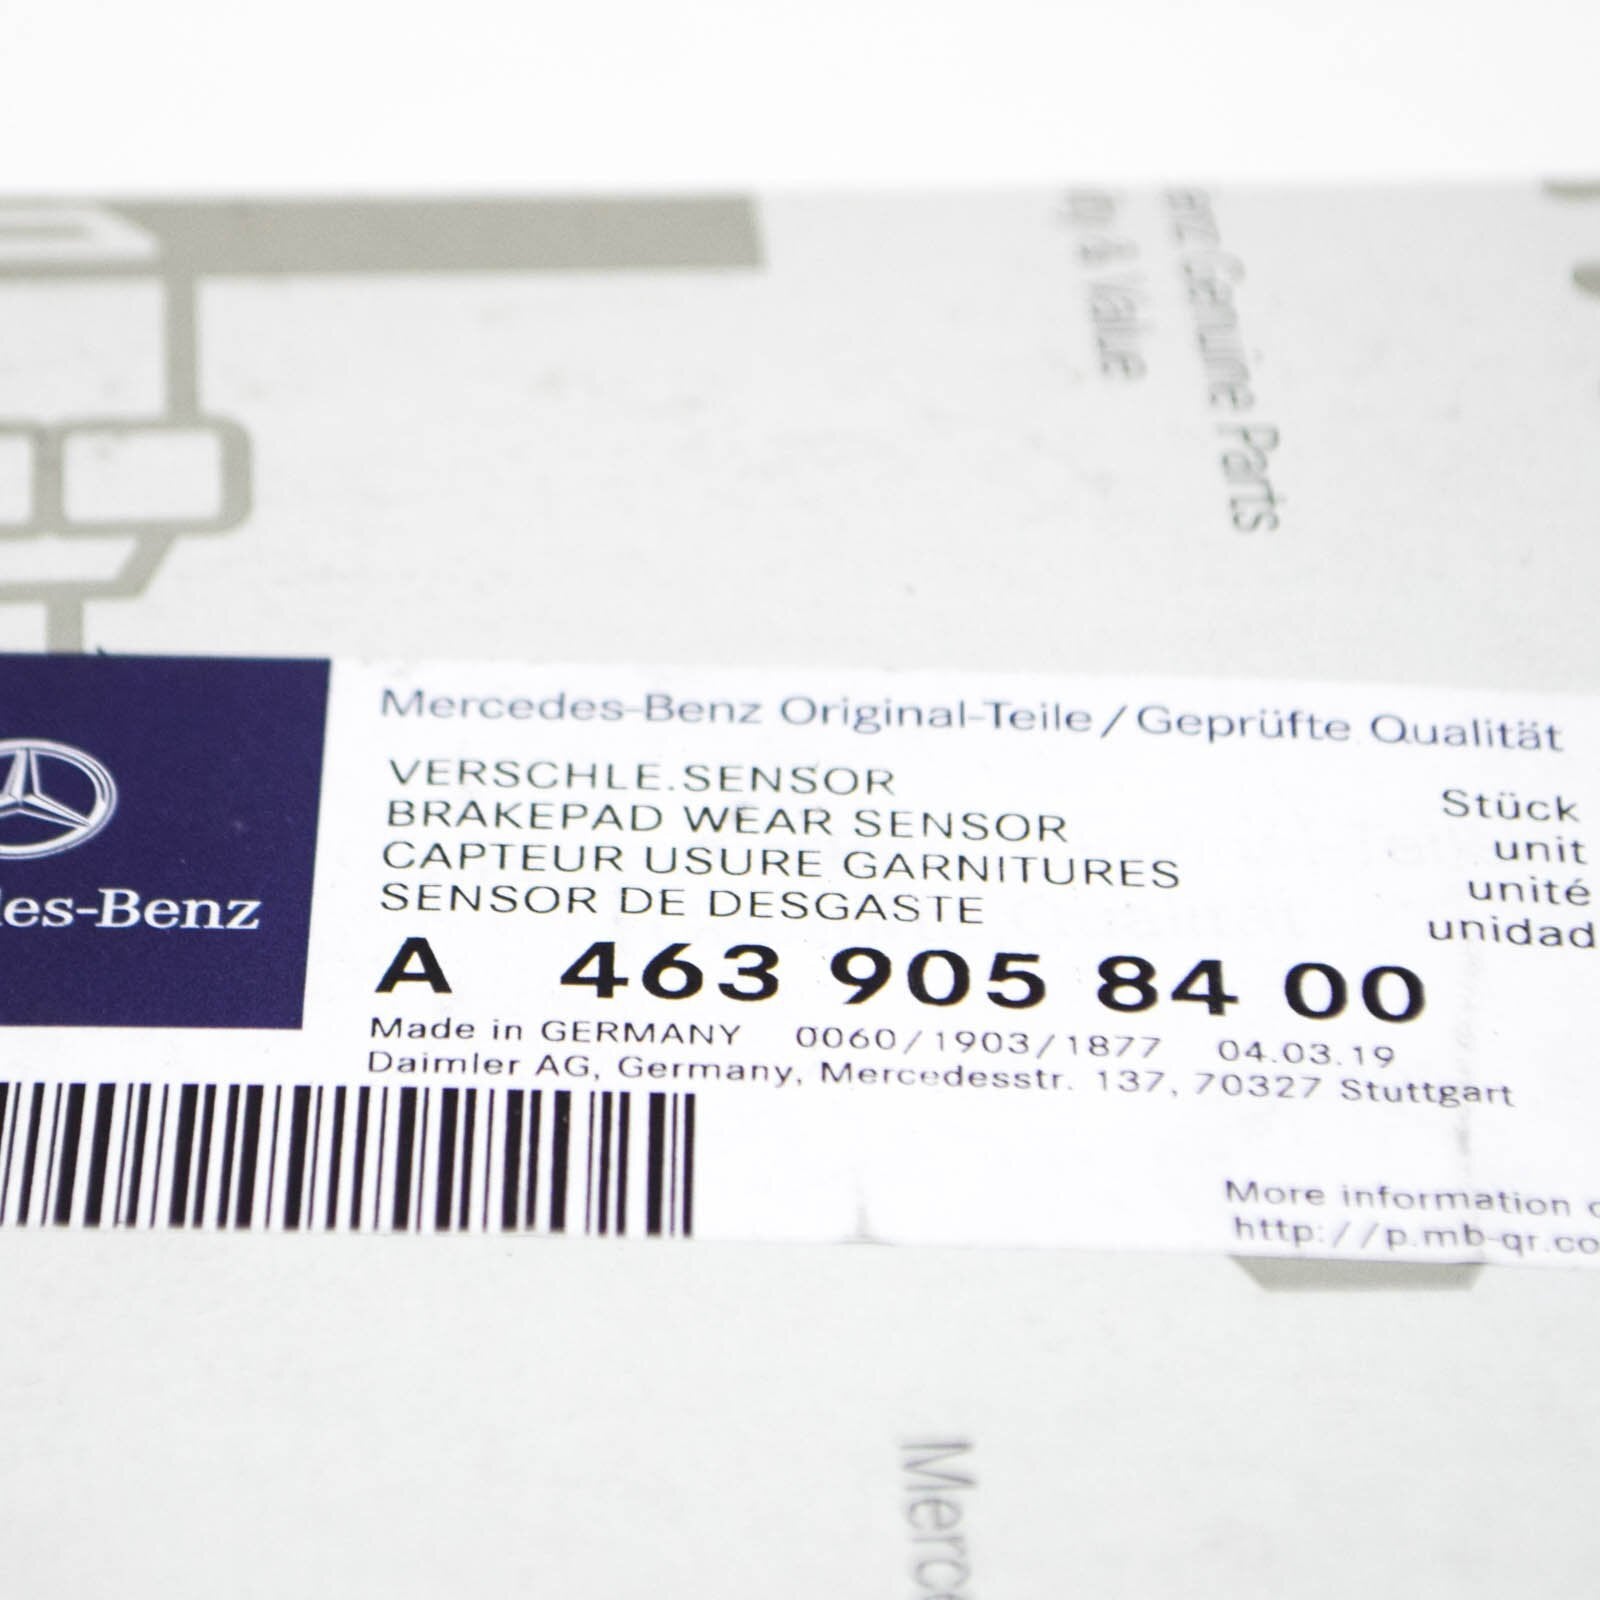 Value
Genuine Parts
Mercedes-Benz Original-Teile / Geprüfte Qualität
VERSCHLE.SENSOR
BRAKEPAD WEAR SENSOR
CAPTEUR USURE GARNITURES
SENSOR DE DESGASTE
Stück
unit
unité
unidad
des-Benz
A 463 905 84 00
Made in GERMANY 0060/1903/1877 04.03.19
Daimler AG, Germany, Mercedesstr. 137, 70327 Stuttgart
More information
http://p.mb-qr.co
Merce